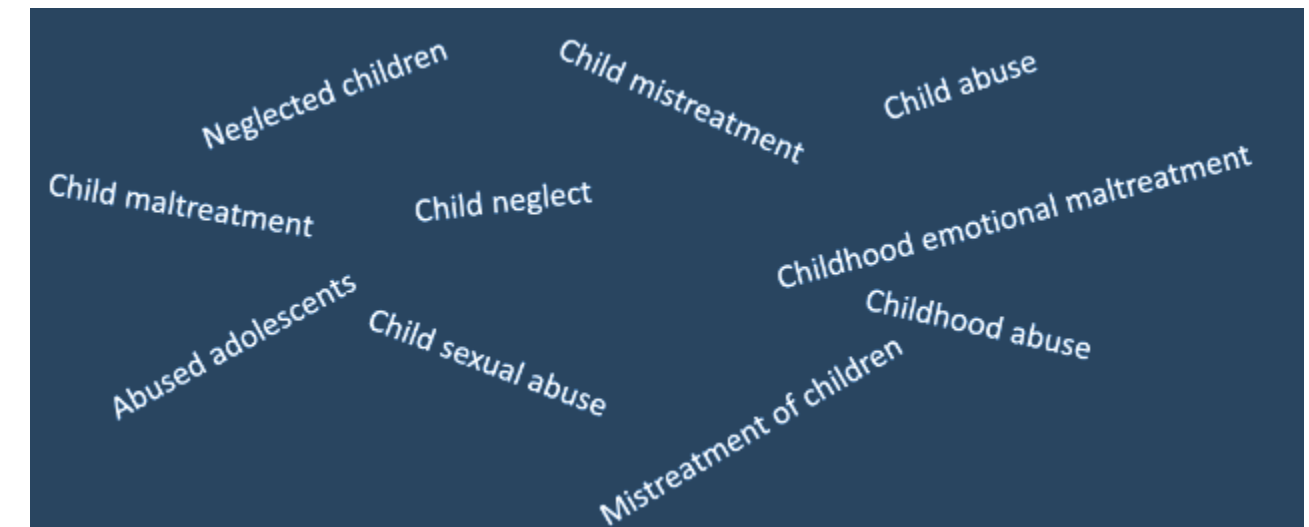 Neglected children
Child mistreatment
Child abuse
Child maltreatment
Child neglect
Childhood emotional maltreatment
Abused adolescents
Child sexual abuse
Childhood abuse
Mistreatment of children